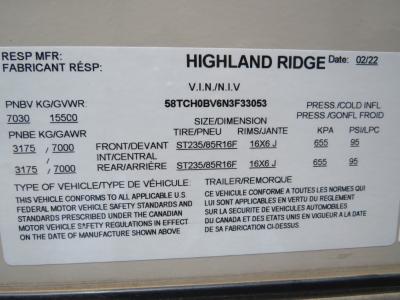 RESP MFR: HIGHLAND RIDGE Date: 02/22
FABRICANT RÉSP:
V.I.N./N.I.V
PNBV KG/GVWR: 58TCH0BV6N3F33053 PRESS./COLD INFL
7030 15500 SIZE/DIMENSION PRESS/GONFL FROID
PNBE KG/GAWR TIRE/PNEU RIMS/JANTE KPA PSI/LPC
3175 / 7000 FRONT/DEVANT ST235/85R16F 16X6 J 655 95
INT/CENTRAL
3175 / 7000 REAR/ARRIÈRE ST235/85R16F 16X6 J 655 95
TYPE OF VEHICLE/TYPE DE VÉHICULE: TRAILER/REMORQUE
THIS VEHICLE CONFORMS TO ALL APPLICABLE U.S CE VÉHICULE CONFORME A TOUTES LES NORMES QUI
FEDERAL MOTOR VEHICLE SAFETY STANDARDS AND LUI SONT APPLICABLES EN VERTU DU REGLEMENT
STANDARDS PRESCRIBED UNDER THE CANADIAN SUR LA SECURITE DE VEHICULES AUTOMOBILES
MOTOR VEHICLE SAFETY REGULATIONS IN EFFECT DU CANADA ET DES ETATS UNIS EN VIGUEUR A LA DATE
ON THE DATE OF MANUFACTURE SHOWN ABOVE DE SA FABRICATION CI-DESSUS.